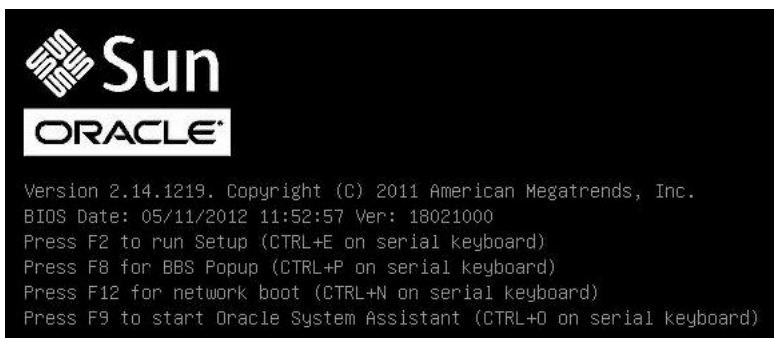 Sun
ORACLE
Version 2.14.1219. Copyright (C) 2011 American Megatrends, Inc.
BIOS Date: 05/11/2012 11:52:57 Ver: 18021000
Press F2 to run Setup (CTRL+E on serial keyboard)
Press F8 for BBS Popup (CTRL+P on serial keyboard)
Press F12 for network boot (CTRL+N on serial keyboard)
Press F9 to start Oracle System Assistant (CTRL+O on serial keyboard)